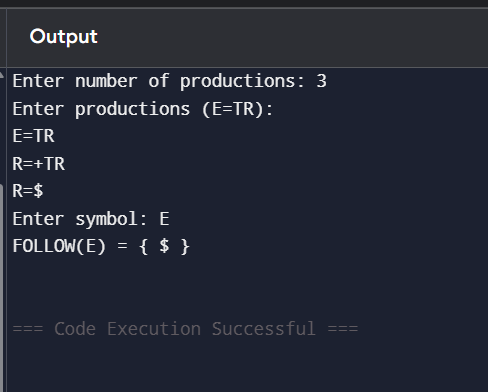 Output
Enter number of productions: 3
Enter productions (E=TR):
E=TR
R=+TR
R=$
Enter symbol: E
FOLLOW(E) = { $ }
=== Code Execution Successful ===